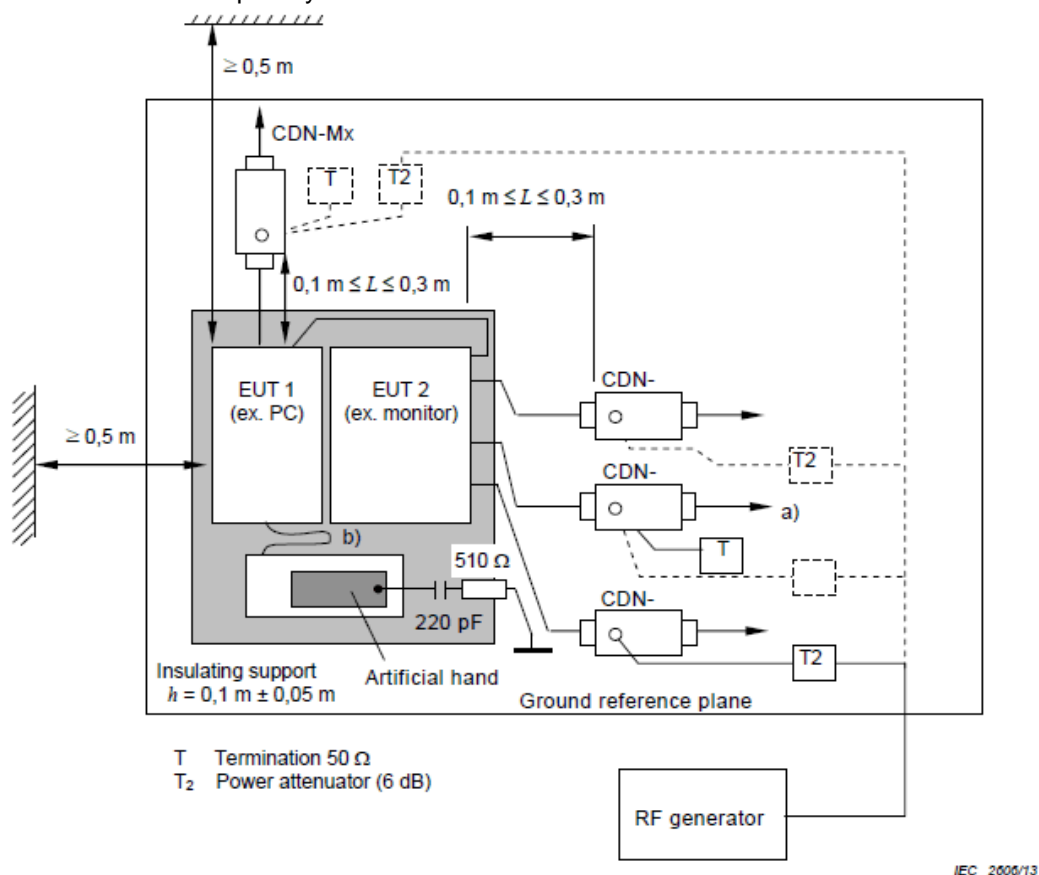 ≥ 0,5 m
CDN-Mx
T
T2
0,1 m ≤ L ≤ 0,3 m
0,1 m ≤ L ≤ 0,3 m
EUT 1
(ex. PC)
EUT 2
(ex. monitor)
CDN-
≥ 0,5 m
T2
CDN-
a)
b)
T
510 Ω
CDN-
220 pF
T2
Insulating support
h = 0,1 m ± 0,05 m
Artificial hand
Ground reference plane
T Termination 50 Ω
T₂ Power attenuator (6 dB)
RF generator
IEC 2606/13